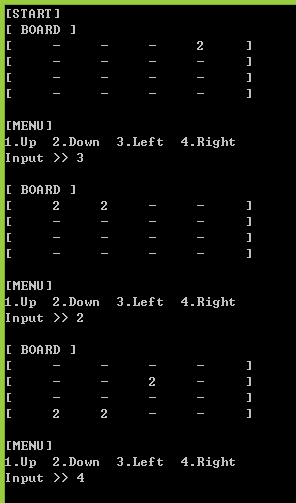 [START]
[ BOARD ]
[ - - - 2 ]
[ - - - - ]
[ - - - - ]
[ - - - - ]
[MENU]
1.Up 2.Down 3.Left 4.Right
Input >> 3
[ BOARD ]
[ 2 2 - - ]
[ - - - - ]
[ - - - - ]
[ - - - - ]
[MENU]
1.Up 2.Down 3.Left 4.Right
Input >> 2
[ BOARD ]
[ - - - - ]
[ - - 2 - ]
[ - - - - ]
[ 2 2 - - ]
[MENU]
1.Up 2.Down 3.Left 4.Right
Input >> 4